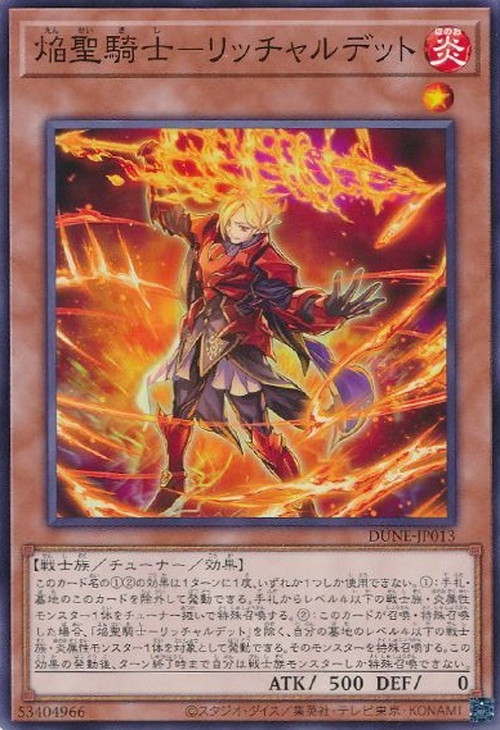 焔聖騎士-リッチャルデット
炎
DUNE-JP013
【戦士族/チューナー/効果】
このカード名の①②の効果は1ターンに1度、いずれか1つしか使用できない。①:手札・
墓地のこのカードを除外して発動できる。手札からレベル4以下の戦士族・炎属性
モンスター1体をチューナー扱いで特殊召喚する。②:このカードが召喚・特殊召喚
した場合、「焔聖騎士-リッチャルデット」を除く、自分の墓地のレベル4以下の戦士
族・炎属性モンスター1体を対象として発動できる。そのモンスターを特殊召喚する。この
効果の発動後、ターン終了時まで自分は戦士族モンスターしか特殊召喚できない。
ATK/ 500 DEF/ 0
53404966
©スタジオ・ダイス/集英社・テレビ東京・KONAMI